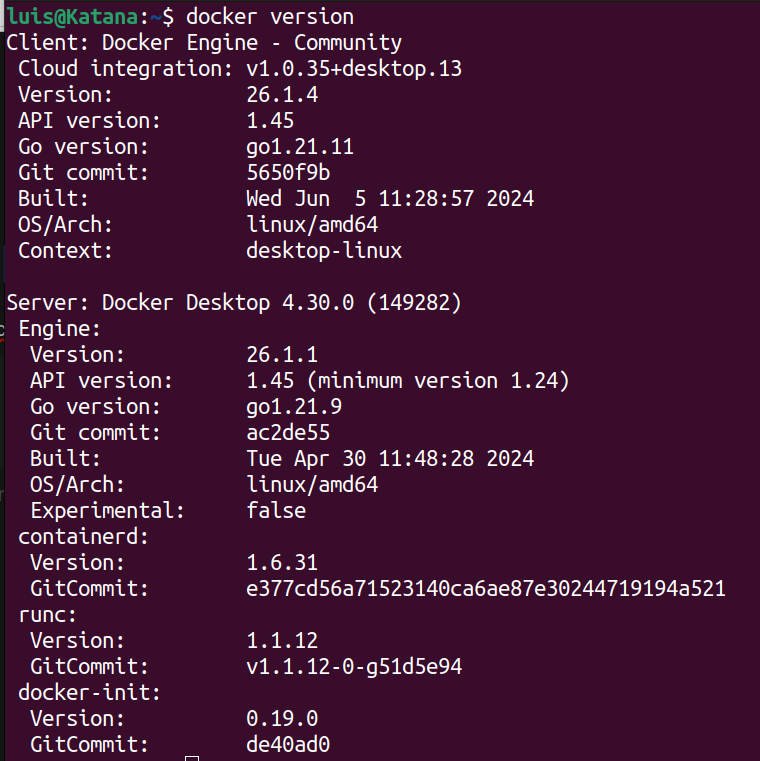 luis@Katana:~$ docker version
Client: Docker Engine - Community
 Cloud integration: v1.0.35+desktop.13
 Version:           26.1.4
 API version:       1.45
 Go version:        go1.21.11
 Git commit:        5650f9b
 Built:             Wed Jun  5 11:28:57 2024
 OS/Arch:           linux/amd64
 Context:           desktop-linux

Server: Docker Desktop 4.30.0 (149282)
 Engine:
  Version:          26.1.1
  API version:      1.45 (minimum version 1.24)
  Go version:       go1.21.9
  Git commit:       ac2de55
  Built:            Tue Apr 30 11:48:28 2024
  OS/Arch:          linux/amd64
  Experimental:     false
 containerd:
  Version:          1.6.31
  GitCommit:        e377cd56a71523140ca6ae87e30244719194a521
 runc:
  Version:          1.1.12
  GitCommit:        v1.1.12-0-g51d5e94
 docker-init:
  Version:          0.19.0
  GitCommit:        de40ad0